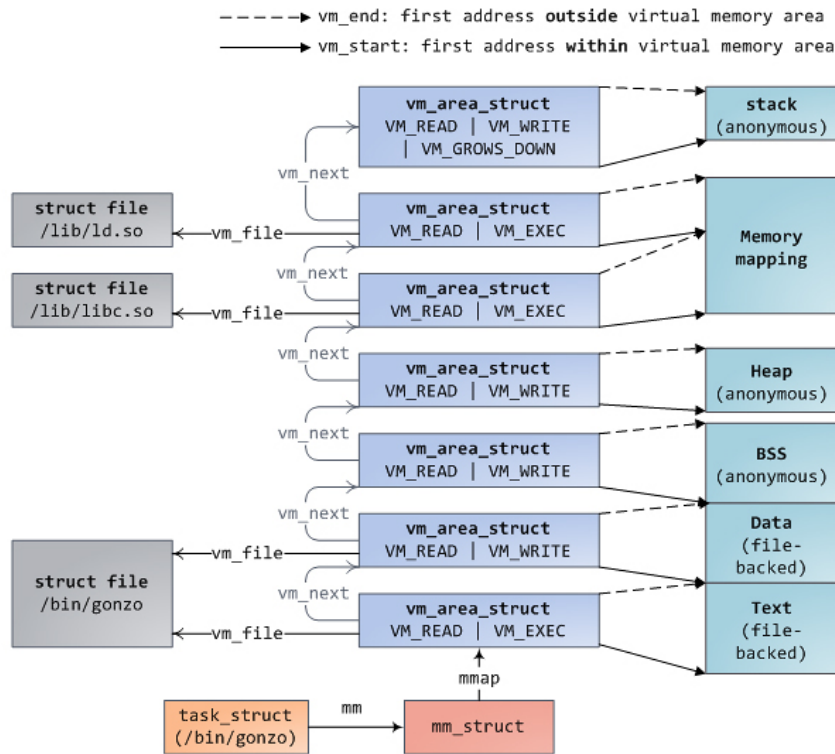 vm_end: first address outside virtual memory area
vm_start: first address within virtual memory area
vm_area_struct
VM_READ | VM_WRITE
| VM_GROWS_DOWN
stack
(anonymous)
vm_next
struct file
/lib/ld.so
vm_file
vm_area_struct
VM_READ | VM_EXEC
Memory
mapping
vm_next
struct file
/lib/libc.so
vm_file
vm_area_struct
VM_READ | VM_EXEC
vm_next
vm_area_struct
VM_READ | VM_WRITE
Heap
(anonymous)
vm_next
vm_area_struct
VM_READ | VM_WRITE
BSS
(anonymous)
vm_next
struct file
/bin/gonzo
vm_file
vm_area_struct
VM_READ | VM_WRITE
Data
(file-
backed)
vm_next
vm_file
vm_area_struct
VM_READ | VM_EXEC
Text
(file-
backed)
mmap
task_struct
(/bin/gonzo)
mm
mm_struct